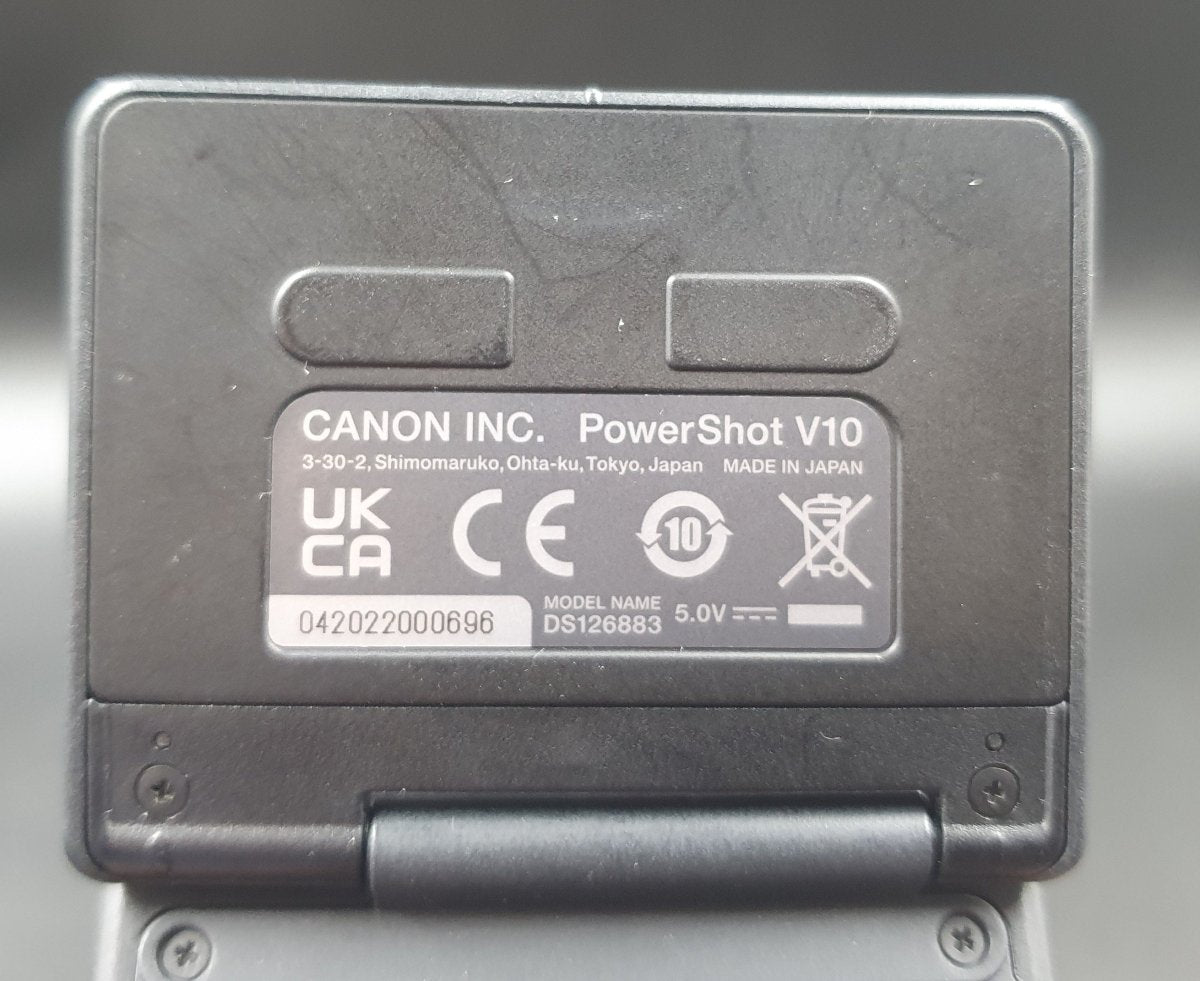 CANON INC. PowerShot V10
3-30-2, Shimomaruko, Ohta-ku, Tokyo, Japan MADE IN JAPAN
UK
CA
CE
10
042022000696
MODEL NAME
DS126883
5.0V